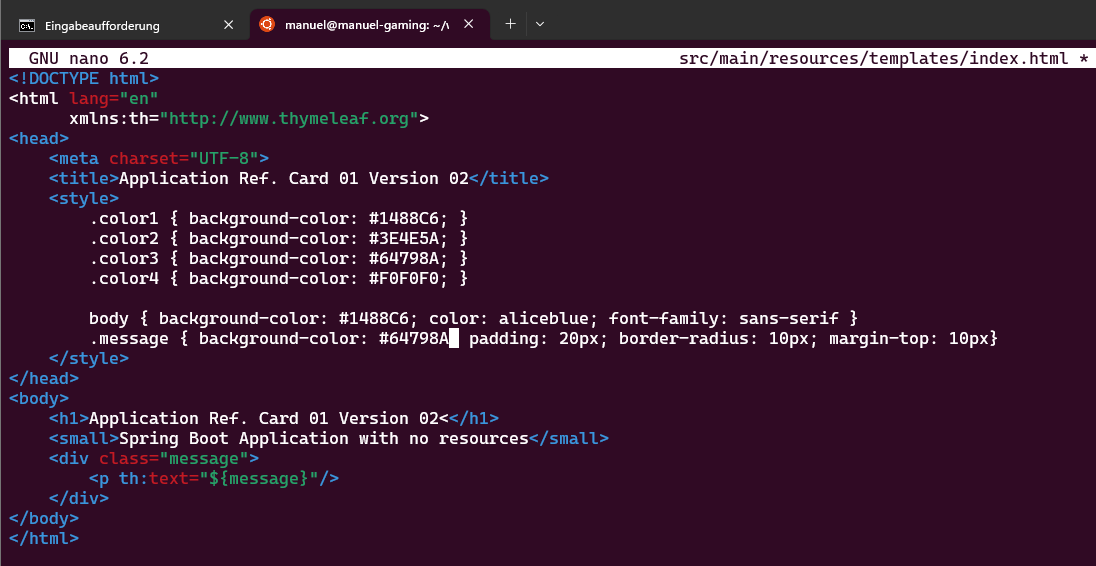 Eingabeaufforderung
manuel@manuel-gaming: ~/
GNU nano 6.2 src/main/resources/templates/index.html *
<!DOCTYPE html>
<html lang="en"
      xmlns:th="http://www.thymeleaf.org">
<head>
    <meta charset="UTF-8">
    <title>Application Ref. Card 01 Version 02</title>
    <style>
        .color1 { background-color: #1488C6; }
        .color2 { background-color: #3E4E5A; }
        .color3 { background-color: #64798A; }
        .color4 { background-color: #F0F0F0; }

        body { background-color: #1488C6; color: aliceblue; font-family: sans-serif }
        .message { background-color: #64798A  padding: 20px; border-radius: 10px; margin-top: 10px}
    </style>
</head>
<body>
    <h1>Application Ref. Card 01 Version 02<</h1>
    <small>Spring Boot Application with no resources</small>
    <div class="message">
        <p th:text="${message}"/>
    </div>
</body>
</html>